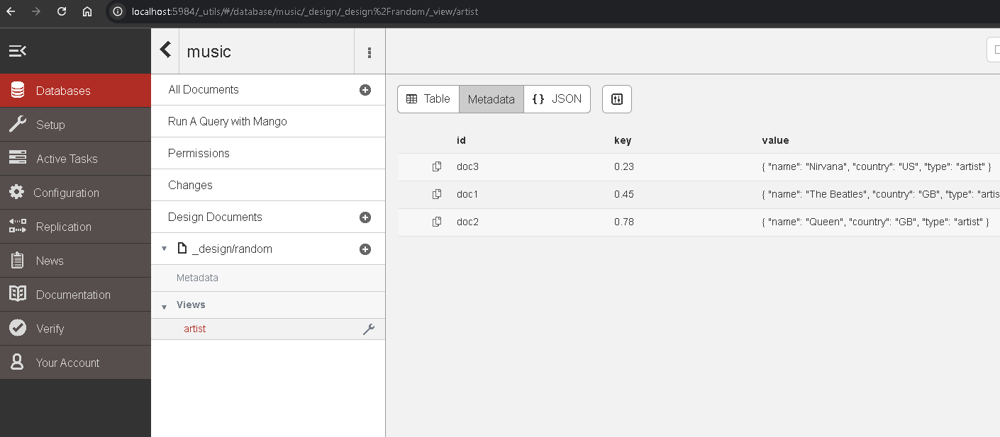 localhost:5984/_utils/#/database/music/_design/_design%2Frandom/_view/artist
music
Databases
Setup
Active Tasks
Configuration
Replication
News
Documentation
Verify
Your Account
All Documents
Run A Query with Mango
Permissions
Changes
Design Documents
_design/random
Metadata
Views
artist
Table Metadata {} JSON
id key value
doc3 0.23 { "name": "Nirvana", "country": "US", "type": "artist" }
doc1 0.45 { "name": "The Beatles", "country": "GB", "type": "artis
doc2 0.78 { "name": "Queen", "country": "GB", "type": "artist" }